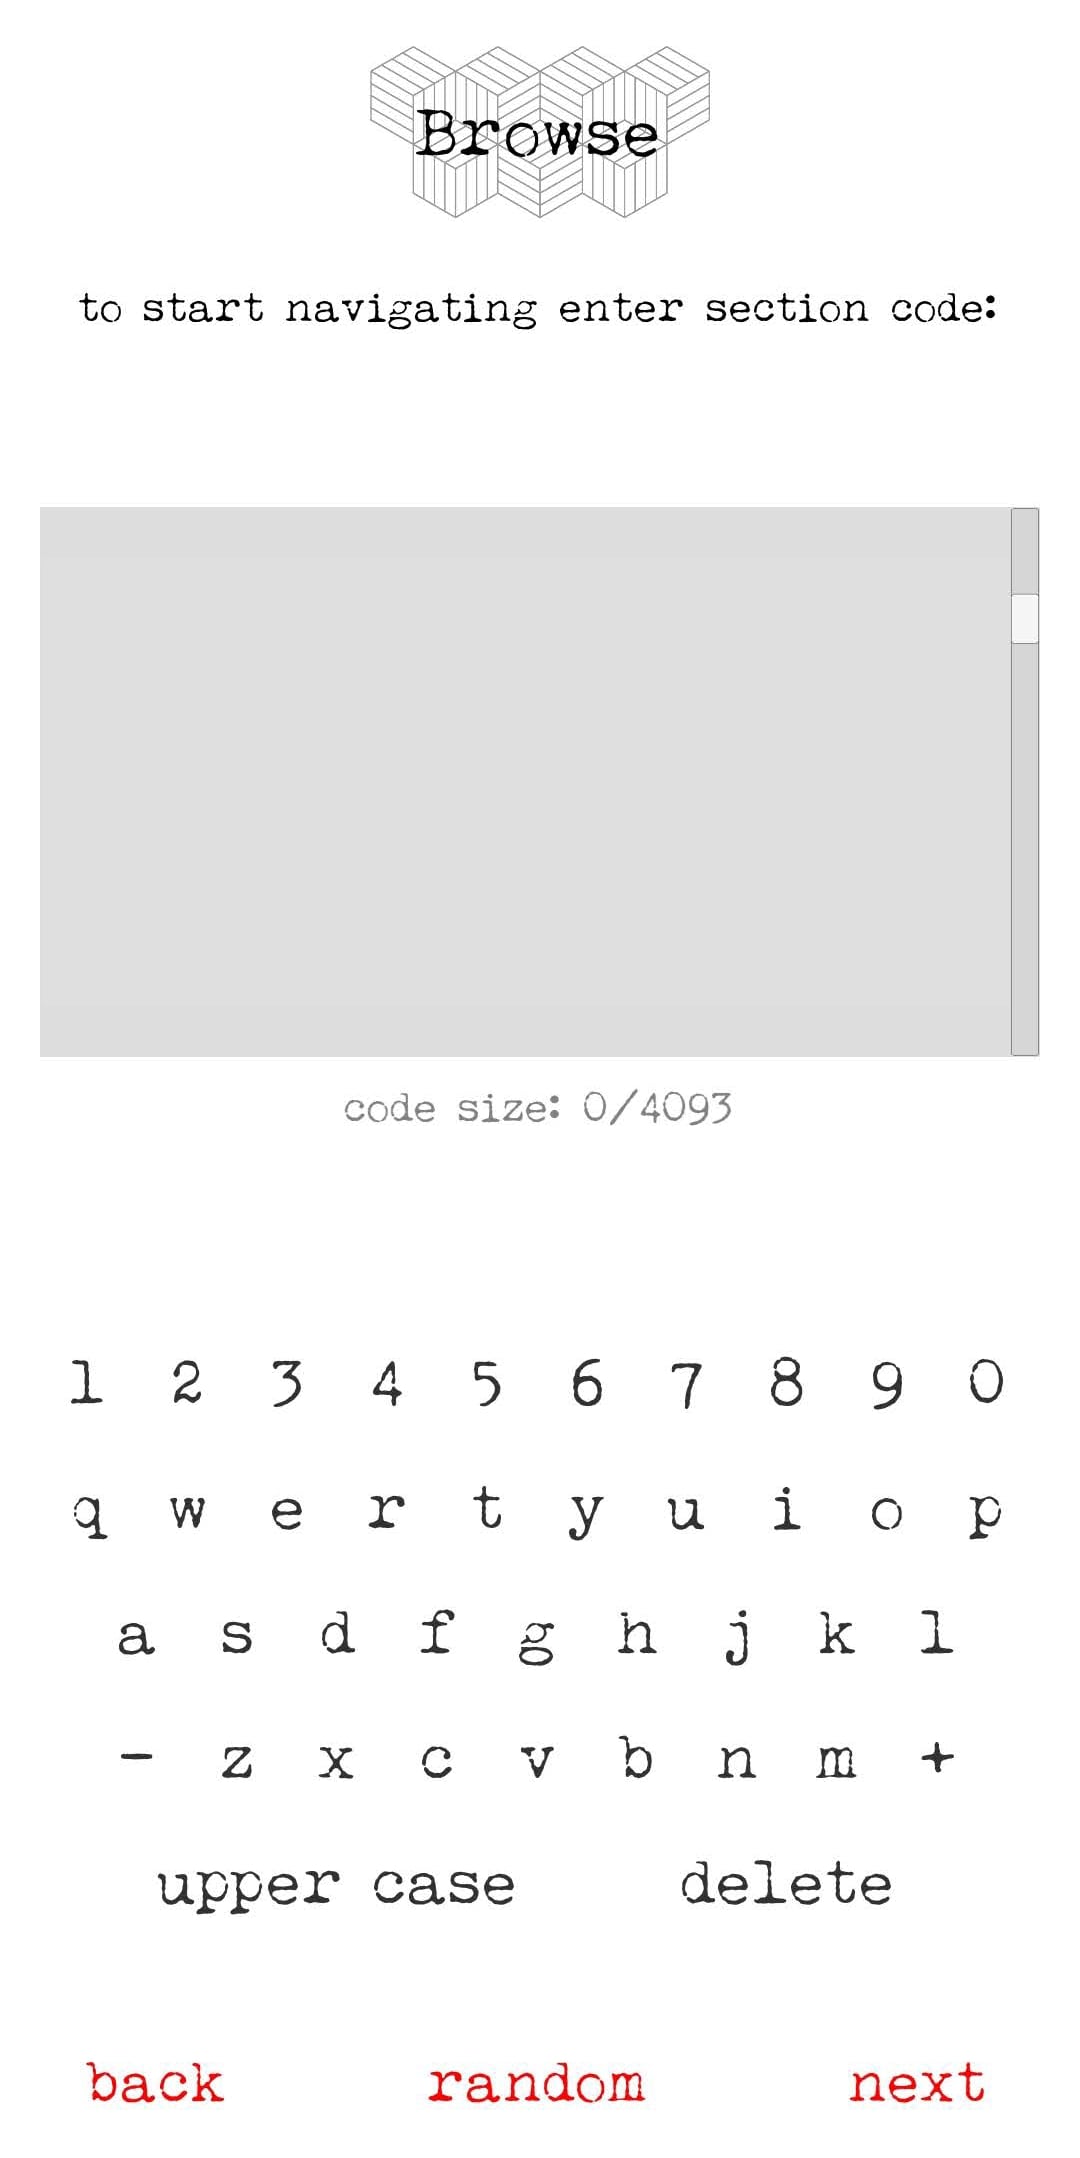 Browse
to start navigating enter section code:
code size: 0/4093
1 2 3 4 5 6 7 8 9 0
q w e r t y u i o p
a s d f g h j k l
- z x c v b n m +
upper case delete
back random next